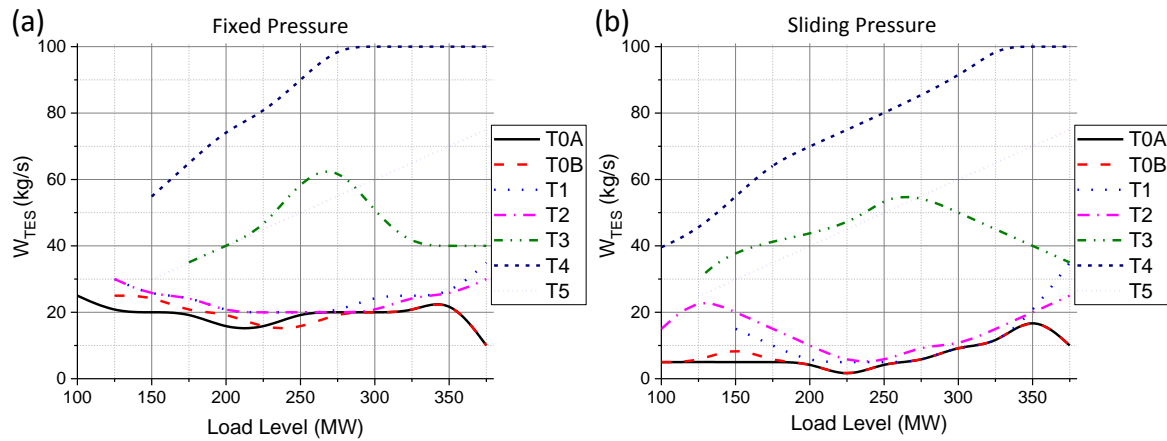 (a)
Fixed Pressure
100
80
60
40
20
0
W_TES (kg/s)
100 150 200 250 300 350
Load Level (MW)
T0A
T0B
T1
T2
T3
T4
T5
(b)
Sliding Pressure
100
80
60
40
20
0
W_TES (kg/s)
100 150 200 250 300 350
Load Level (MW)
T0A
T0B
T1
T2
T3
T4
T5